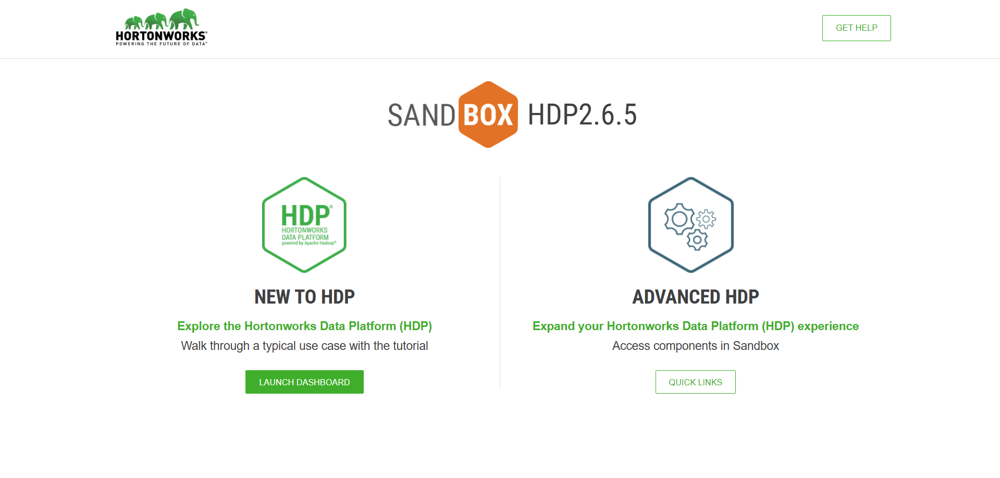 HORTONWORKS®
POWERING THE FUTURE OF DATA™
GET HELP
SANDBOX HDP2.6.5
HDP®
HORTONWORKS
DATA PLATFORM
powered by Apache Hadoop®
NEW TO HDP
Explore the Hortonworks Data Platform (HDP)
Walk through a typical use case with the tutorial
LAUNCH DASHBOARD
ADVANCED HDP
Expand your Hortonworks Data Platform (HDP) experience
Access components in Sandbox
QUICK LINKS